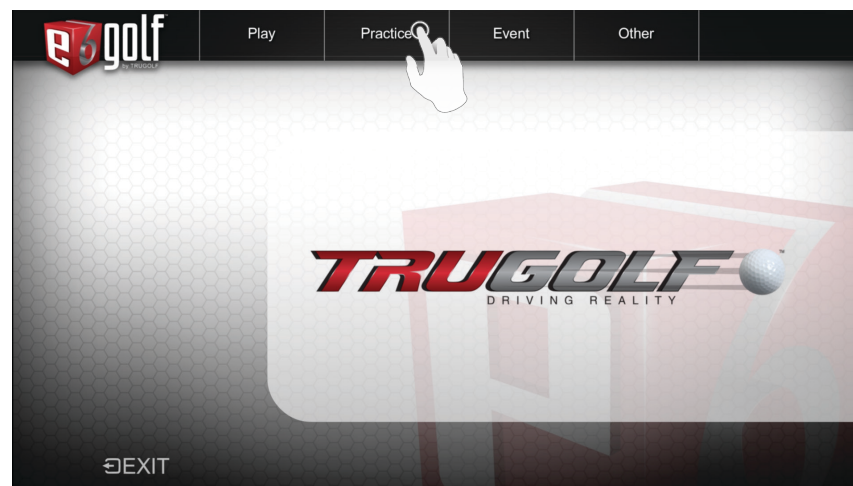 e6golf
by TRUGOLF
Play
Practice
Event
Other
TRUGOLF
DRIVING REALITY
EXIT